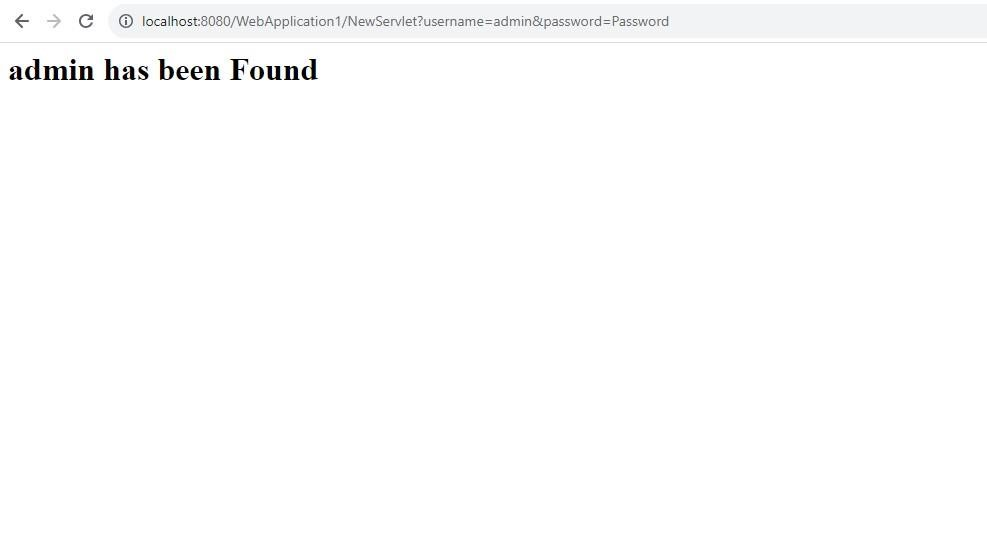 localhost:8080/WebApplication1/NewServlet?username=admin&password=Password
admin has been Found